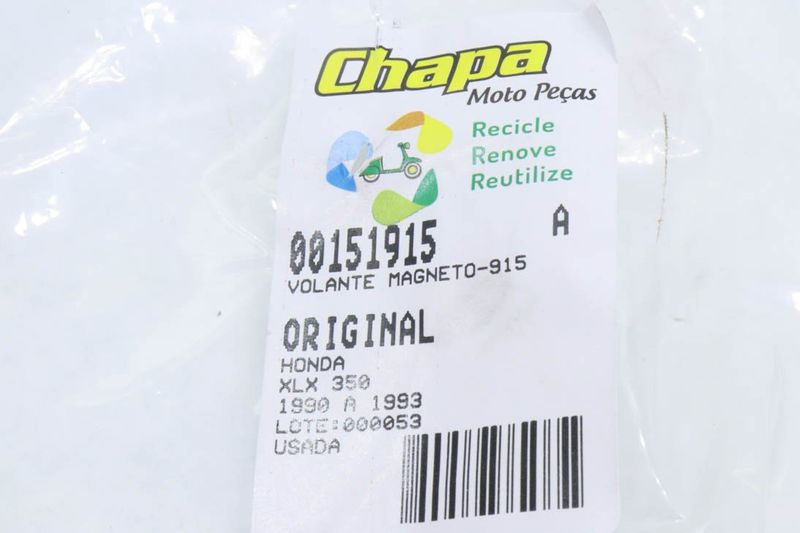 Chapa
Moto Peças
Recicle
Renove
Reutilize
00151915 A
VOLANTE MAGNETO-915
ORIGINAL
HONDA
XLX 350
1990 A 1993
LOTE:000053
USADA